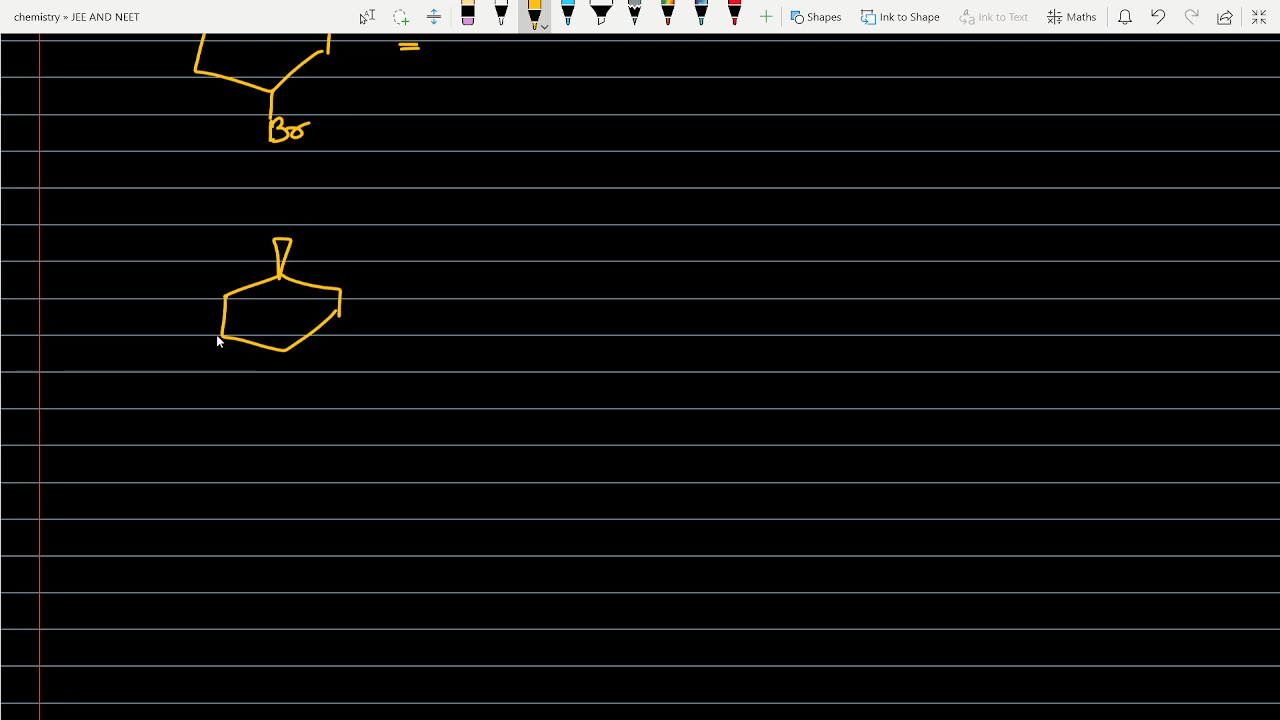 chemistry » JEE AND NEET
Shapes
Ink to Shape
Ink to Text
Maths
Br